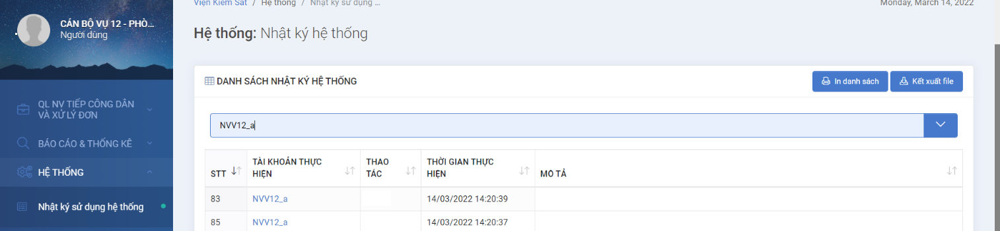 Viện Kiểm Sát / Hệ thống / Nhật ký sử dụng ...
Monday, March 14, 2022
CÁN BỘ VỤ 12 - PHÒ...
Người dùng
Hệ thống: Nhật ký hệ thống
DANH SÁCH NHẬT KÝ HỆ THỐNG
In danh sách
Kết xuất file
QL NV TIẾP CÔNG DÂN
VÀ XỬ LÝ ĐƠN
BÁO CÁO & THỐNG KÊ
HỆ THỐNG
Nhật ký sử dụng hệ thống
NVV12_a
STT
TÀI KHOẢN THỰC
HIỆN
THAO
TÁC
THỜI GIAN THỰC
HIỆN
MÔ TẢ
83 NVV12_a 14/03/2022 14:20:39
85 NVV12_a 14/03/2022 14:20:37